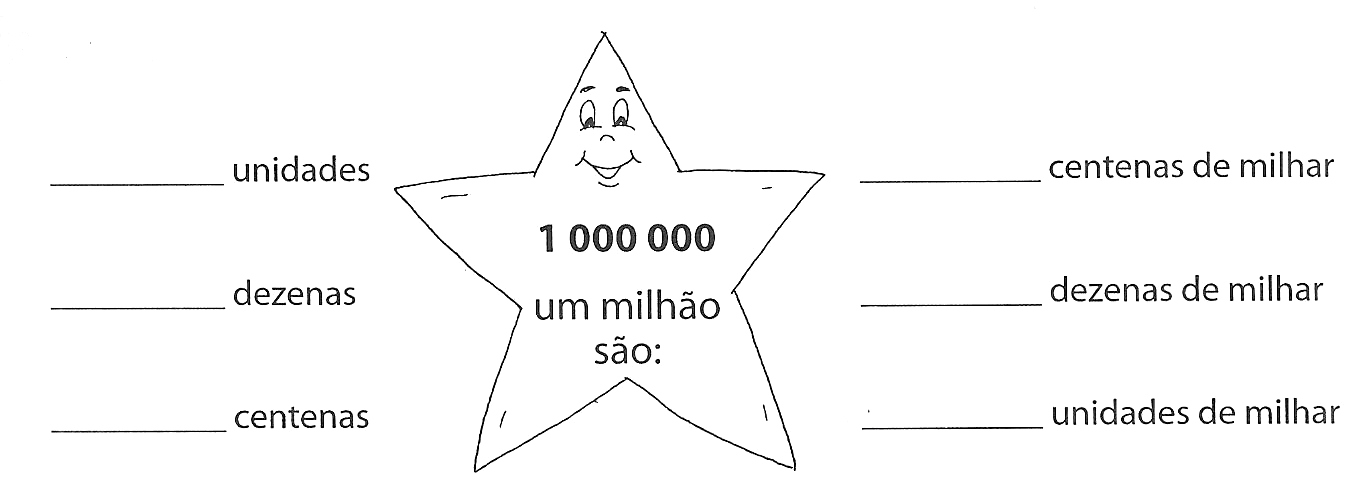 _________ unidades
_________ dezenas
_________ centenas
1 000 000
um milhão
são:
_________ centenas de milhar
_________ dezenas de milhar
_________ unidades de milhar